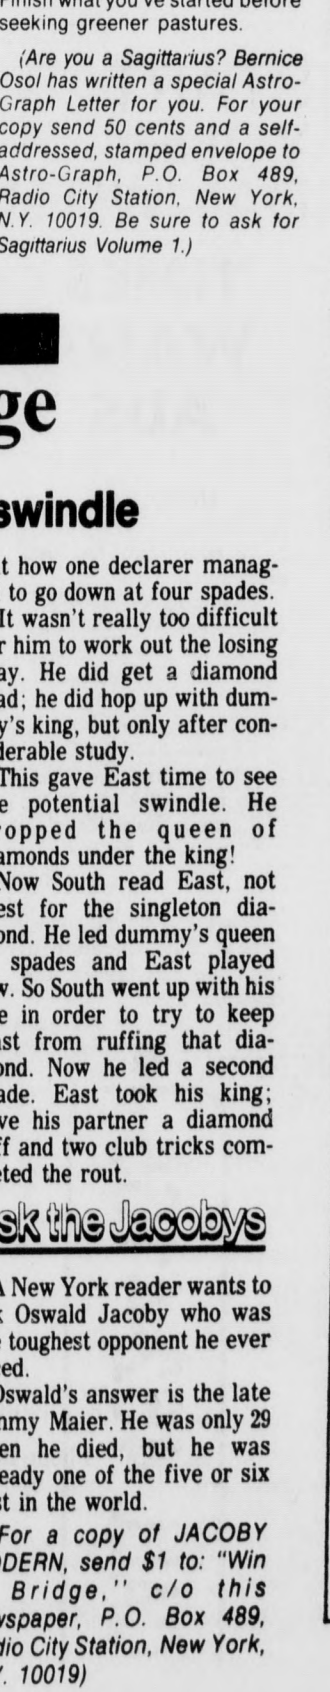 Finish what you've started before
seeking greener pastures.
(Are you a Sagittarius? Bernice
Osol has written a special Astro-
Graph Letter for you. For your
copy send 50 cents and a self-
addressed, stamped envelope to
Astro-Graph, P.O. Box 489,
Radio City Station, New York,
N.Y. 10019. Be sure to ask for
Sagittarius Volume 1.)
ge
swindle
t how one declarer manag-
to go down at four spades.
It wasn't really too difficult
r him to work out the losing
ay. He did get a diamond
ad; he did hop up with dum-
y's king, but only after con-
derable study.
This gave East time to see
e potential swindle. He
ropped the queen of
amonds under the king!
Now South read East, not
est for the singleton dia-
ond. He led dummy's queen
spades and East played
w. So South went up with his
e in order to try to keep
ast from ruffing that dia-
ond. Now he led a second
ade. East took his king;
ve his partner a diamond
ff and two club tricks com-
eted the rout.
sk the Jacobys
A New York reader wants to
k Oswald Jacoby who was
e toughest opponent he ever
ced.
Oswald's answer is the late
mmy Maier. He was only 29
en he died, but he was
ready one of the five or six
st in the world.
For a copy of JACOBY
ODERN, send $1 to: "Win
Bridge," c/o this
wspaper, P.O. Box 489,
dio City Station, New York,
Y. 10019)